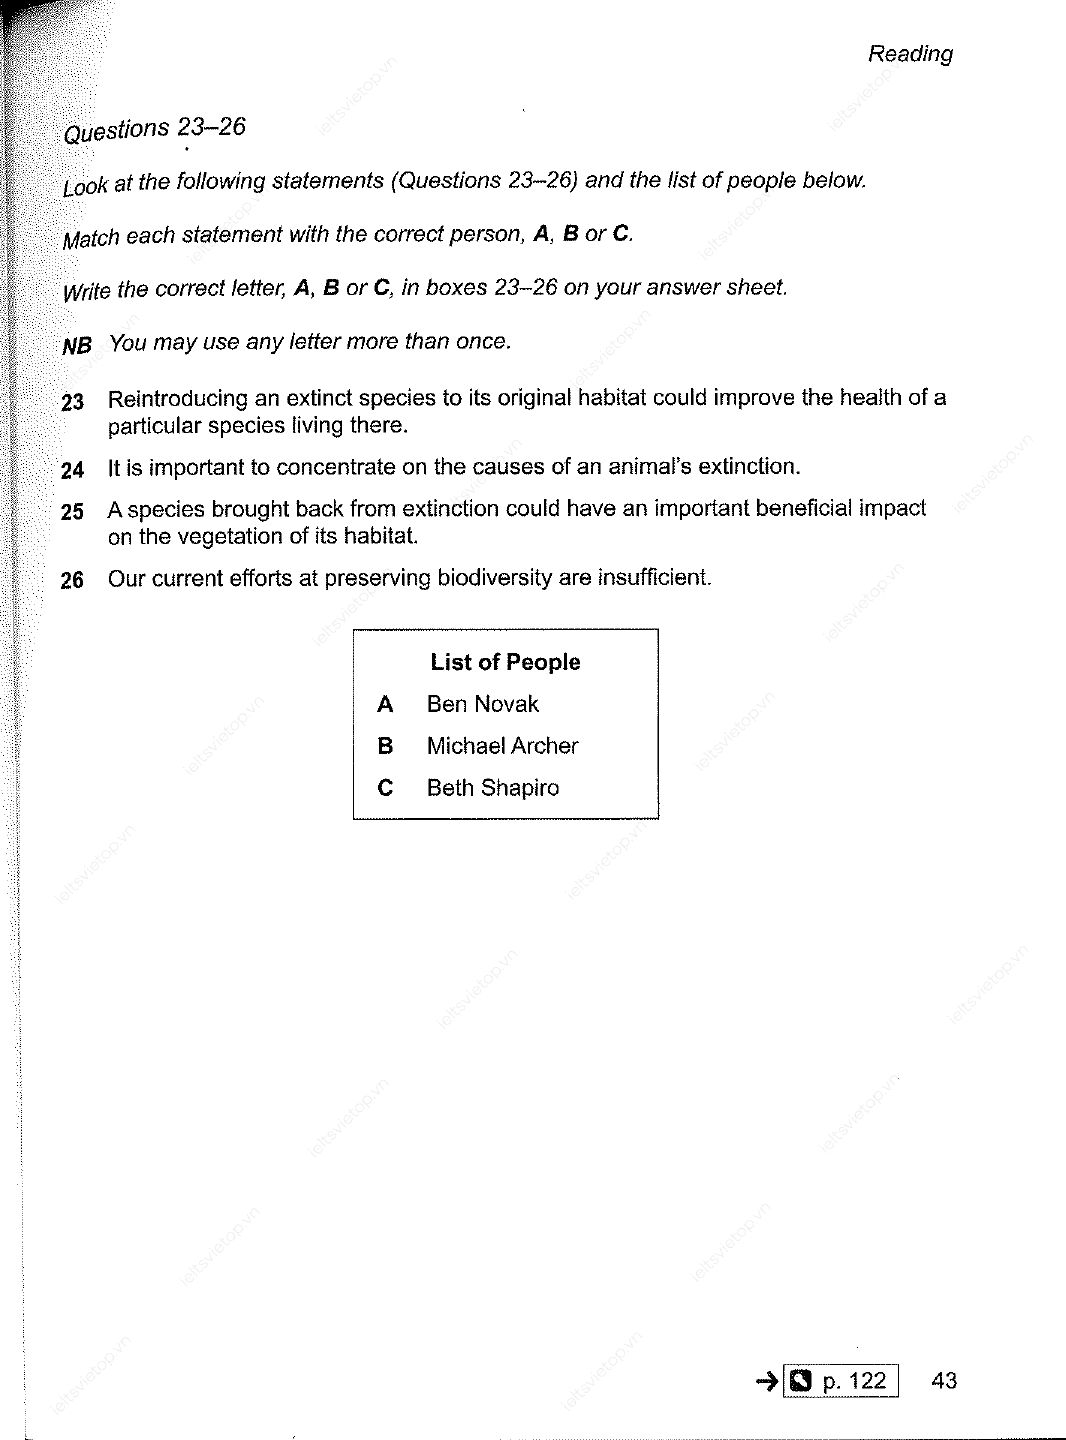 Reading
Questions 23–26
Look at the following statements (Questions 23–26) and the list of people below.
Match each statement with the correct person, A, B or C.
Write the correct letter, A, B or C, in boxes 23–26 on your answer sheet.
NB You may use any letter more than once.
23 Reintroducing an extinct species to its original habitat could improve the health of a
particular species living there.
24 It is important to concentrate on the causes of an animal's extinction.
25 A species brought back from extinction could have an important beneficial impact
on the vegetation of its habitat.
26 Our current efforts at preserving biodiversity are insufficient.
List of People
A Ben Novak
B Michael Archer
C Beth Shapiro
→ p. 122 43
ieltsvietop.vn